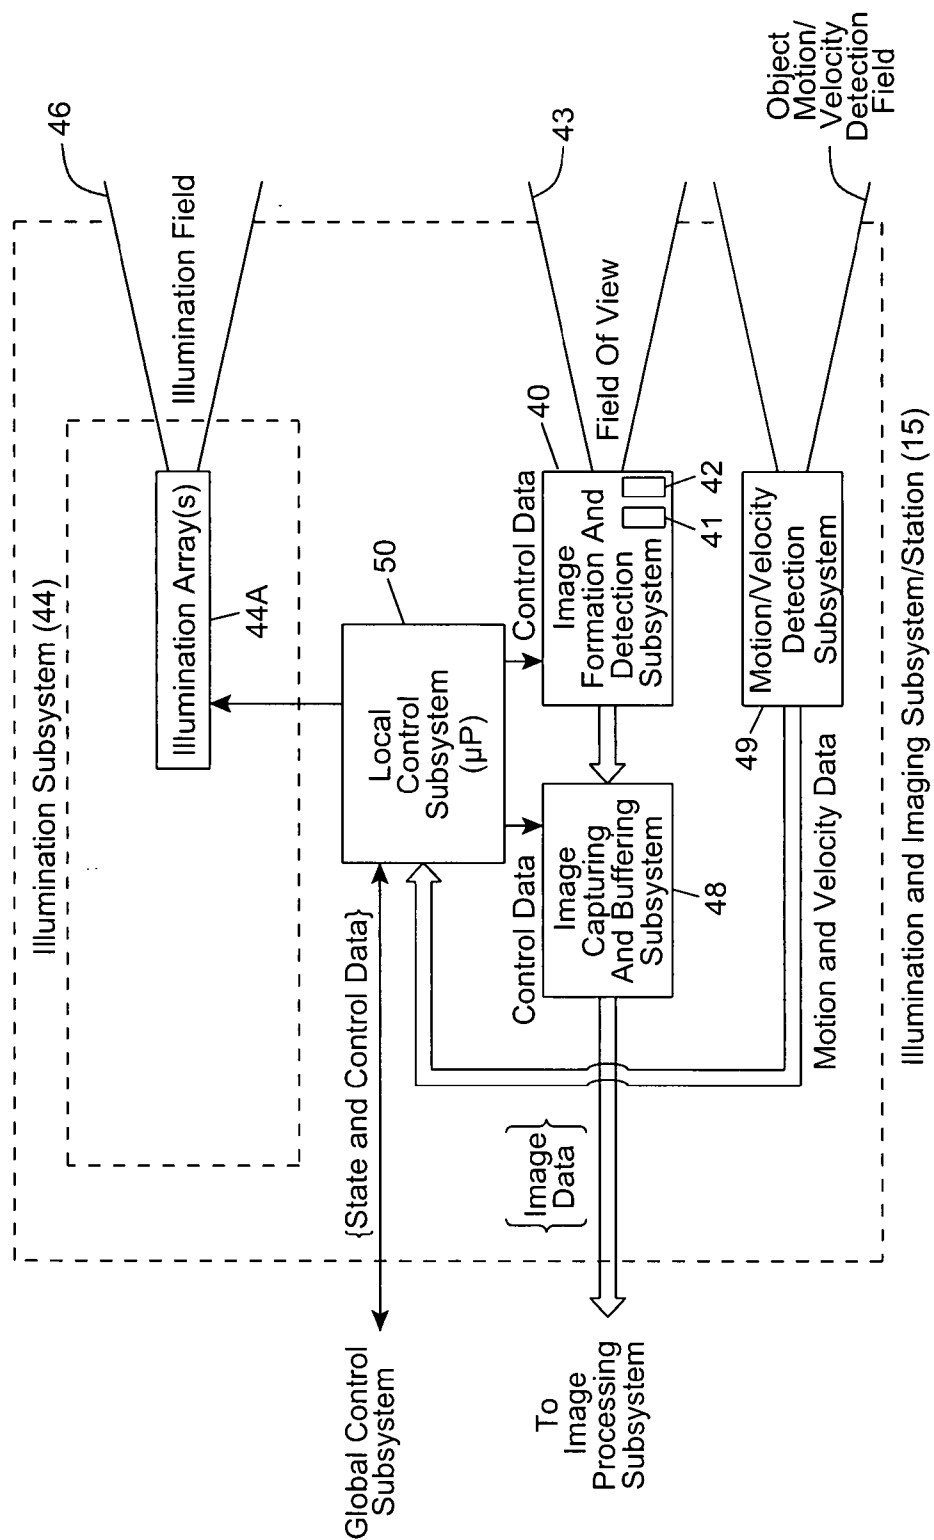 Illumination Subsystem (44)
Illumination Array(s)
44A
Illumination Field
46
Global Control
Subsystem
{State and Control Data}
Local
Control
Subsystem
(µP)
50
Control Data
Control Data
To
Image
Processing
Subsystem
{Image
Data}
Image
Capturing
And Buffering
Subsystem
48
Image
Formation And
Detection
Subsystem
40
41
42
Field Of View
43
Motion and Velocity Data
49
Motion/Velocity
Detection
Subsystem
Object
Motion/
Velocity
Detection
Field
Illumination and Imaging Subsystem/Station (15)